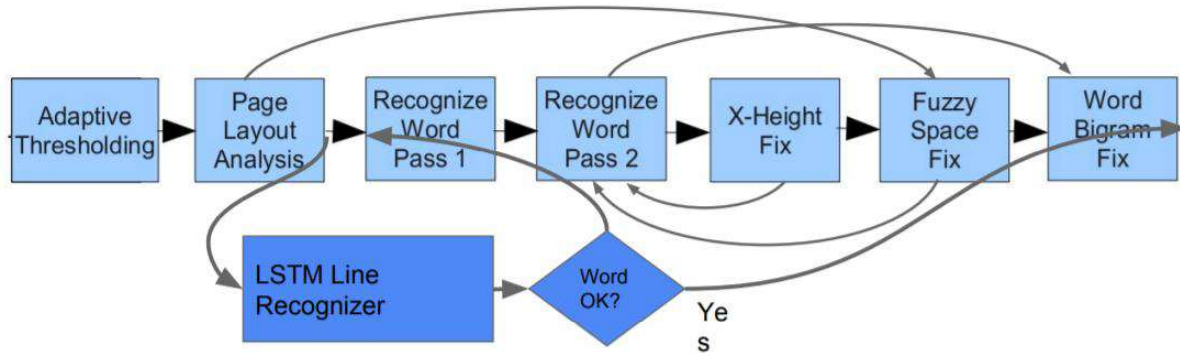 Adaptive
Thresholding
Page
Layout
Analysis
Recognize
Word
Pass 1
Recognize
Word
Pass 2
X-Height
Fix
Fuzzy
Space
Fix
Word
Bigram
Fix
LSTM Line
Recognizer
Word
OK?
Ye
s